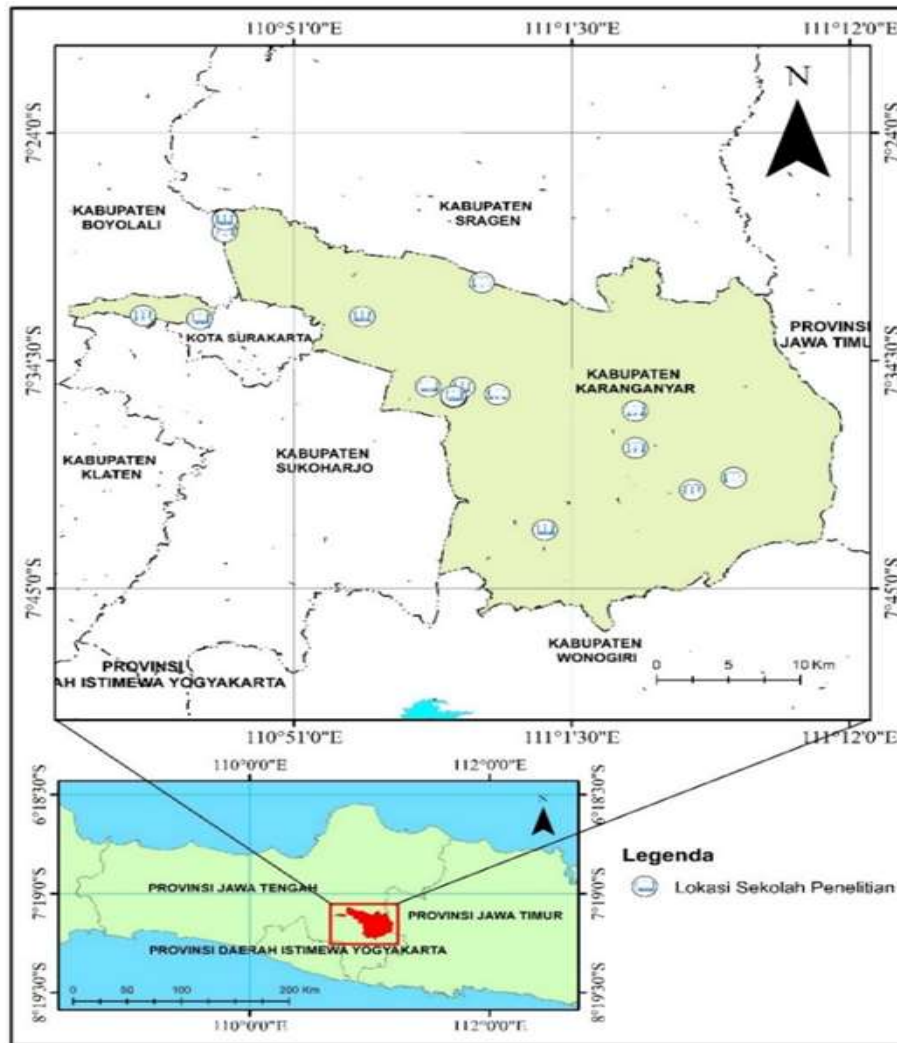 110°51'0"E
111°1'30"E
111°12'0"E
N
7°24'0"S
7°24'0"S
KABUPATEN
BOYOLALI
KABUPATEN
SRAGEN
KOTA SURAKARTA
PROVINSI
JAWA TIMU
7°34'30"S
7°34'30"S
KABUPATEN
KARANGANYAR
KABUPATEN
KLATEN
KABUPATEN
SUKOHARJO
7°45'0"S
7°45'0"S
KABUPATEN
WONOGIRI
PROVINSI
AH ISTIMEWA YOGYAKARTA
0 5 10 Km
110°51'0"E
111°1'30"E
111°12'0"E
110°0'0"E
112°0'0"E
6°18'30"S
6°18'30"S
7°19'0"S
7°19'0"S
PROVINSI JAWA TENGAH
PROVINSI JAWA TIMUR
PROVINSI DAERAH ISTIMEWA YOGYAKARTA
8°19'30"S
8°19'30"S
0 50 100 200 Km
110°0'0"E
112°0'0"E
Legenda
Lokasi Sekolah Penelitian